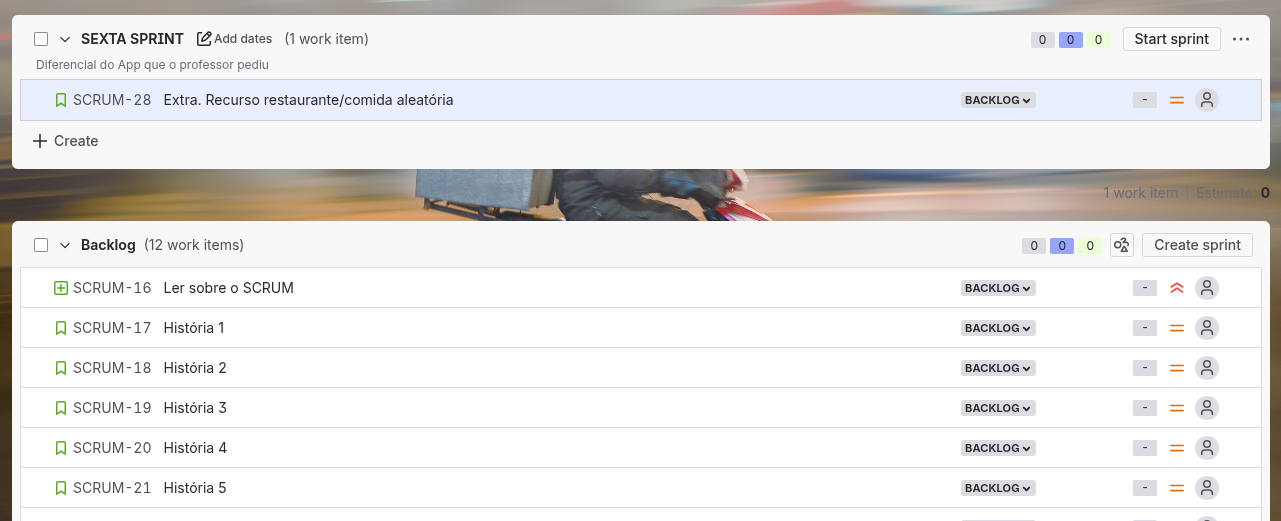 SEXTA SPRINT Add dates (1 work item) 0 0 0 Start sprint
Diferencial do App que o professor pediu
SCRUM-28 Extra. Recurso restaurante/comida aleatória BACKLOG -
Create
1 work item Estimate: 0
Backlog (12 work items) 0 0 0 Create sprint
SCRUM-16 Ler sobre o SCRUM BACKLOG -
SCRUM-17 História 1 BACKLOG -
SCRUM-18 História 2 BACKLOG -
SCRUM-19 História 3 BACKLOG -
SCRUM-20 História 4 BACKLOG -
SCRUM-21 História 5 BACKLOG -